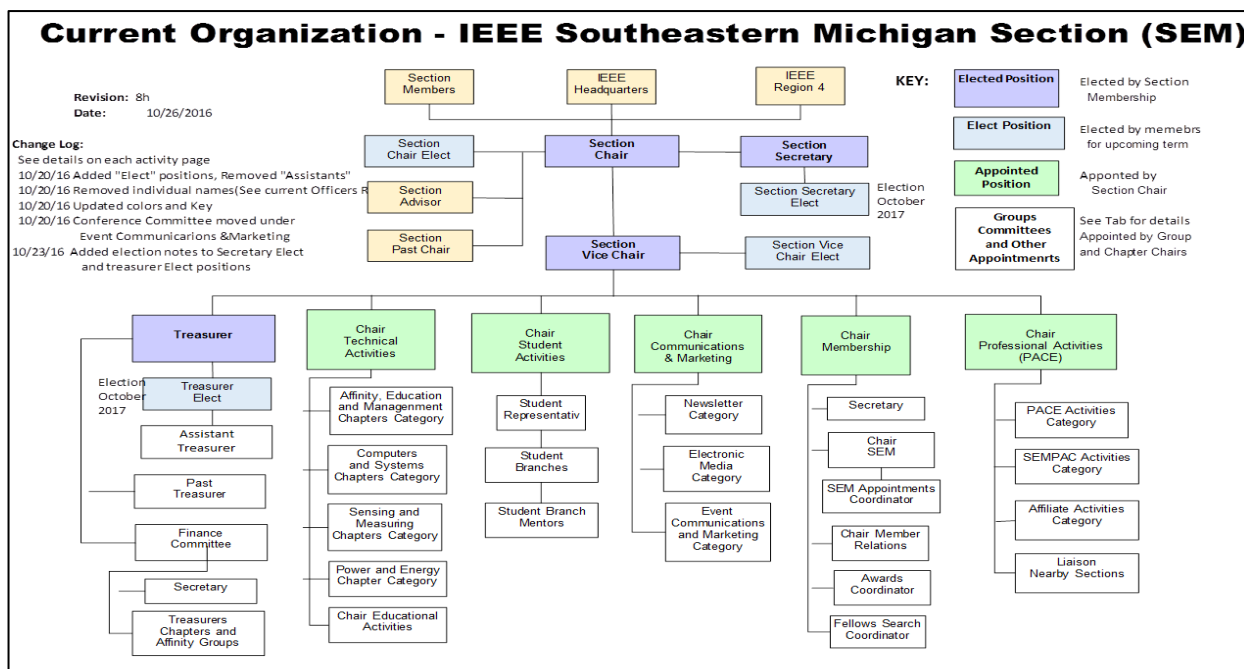 Current Organization - IEEE Southeastern Michigan Section (SEM)
Revision: 8h
Date: 10/26/2016
Change Log:
See details on each activity page
10/20/16 Added "Elect" positions, Removed "Assistants"
10/20/16 Removed individual names(See current Officers R
10/20/16 Updated colors and Key
10/20/16 Conference Committee moved under
Event Communicarions &Marketing
10/23/16 Added election notes to Secretary Elect
and treasurer Elect positions
Section
Members
IEEE
Headquarters
IEEE
Region 4
KEY:
Elected Position
Elected by Section
Membership
Elect Position
Elected by memebrs
for upcoming term
Appointed
Position
Apponted by
Section Chair
Groups
Committees
and Other
Appointmenrts
See Tab for details
Appointed by Group
and Chapter Chairs
Section
Chair Elect
Section
Chair
Section
Secretary
Section
Advisor
Section Secretary
Elect
Election
October
2017
Section
Past Chair
Section
Vice Chair
Section Vice
Chair Elect
Treasurer
Election
October
2017
Treasurer
Elect
Assistant
Treasurer
Past
Treasurer
Finance
Committee
Secretary
Treasurers
Chapters and
Affinity Groups
Chair
Technical
Activities
Affinity, Education
and Managenment
Chapters Category
Computers
and Systems
Chapters Category
Sensing and
Measuring
Chapters Category
Power and Energy
Chapter Category
Chair Educational
Activities
Chair
Student
Activities
Student
Representativ
Student
Branches
Student Branch
Mentors
Chair
Communications
& Marketing
Newsletter
Category
Electronic
Media
Category
Event
Communications
and Marketing
Category
Chair
Membership
Secretary
Chair
SEM
SEM Appointments
Coordinator
Chair Member
Relations
Awards
Coordinator
Fellows Search
Coordinator
Chair
Professional Activities
(PACE)
PACE Activities
Category
SEMPAC Activities
Category
Affiliate Activities
Category
Liaison
Nearby Sections